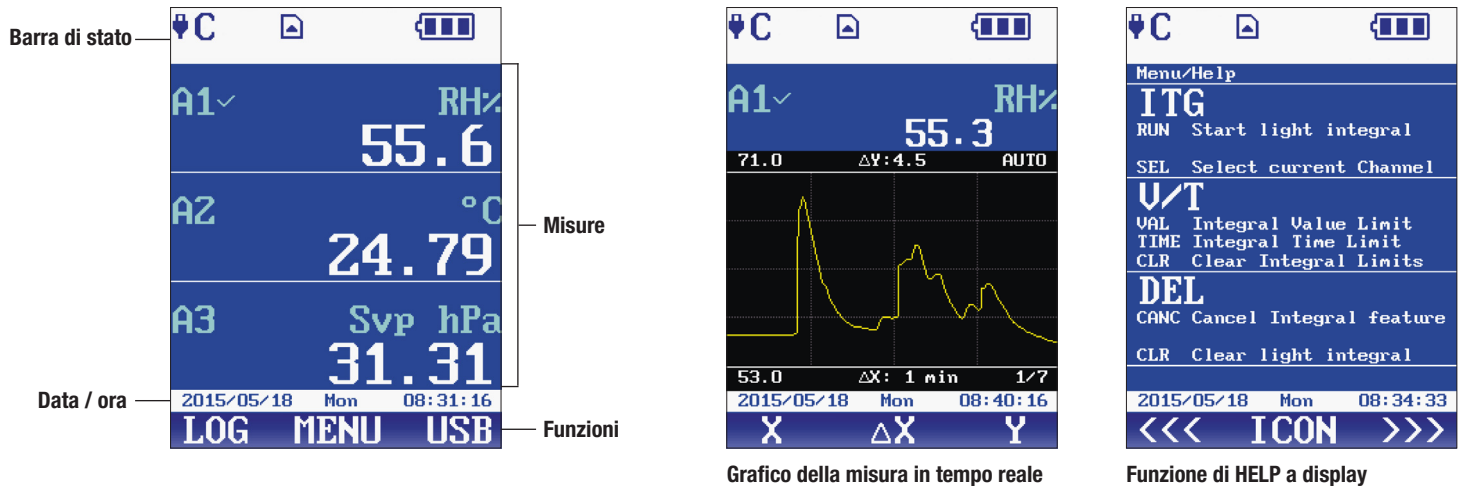 Barra di stato
C
A1✓ RH%
55.6
A2 °C
24.79
Misure
A3 Svp hPa
31.31
Data / ora
2015/05/18 Mon 08:31:16
LOG MENU USB
Funzioni
C
A1✓ RH%
55.3
71.0 △Y:4.5 AUTO
53.0 △X: 1 min 1/7
2015/05/18 Mon 08:40:16
X △X Y
Grafico della misura in tempo reale
C
Menu/Help
ITG
RUN Start light integral
SEL Select current Channel
V/T
VAL Integral Value Limit
TIME Integral Time Limit
CLR Clear Integral Limits
DEL
CANC Cancel Integral feature
CLR Clear light integral
2015/05/18 Mon 08:34:33
<<< ICON >>>
Funzione di HELP a display